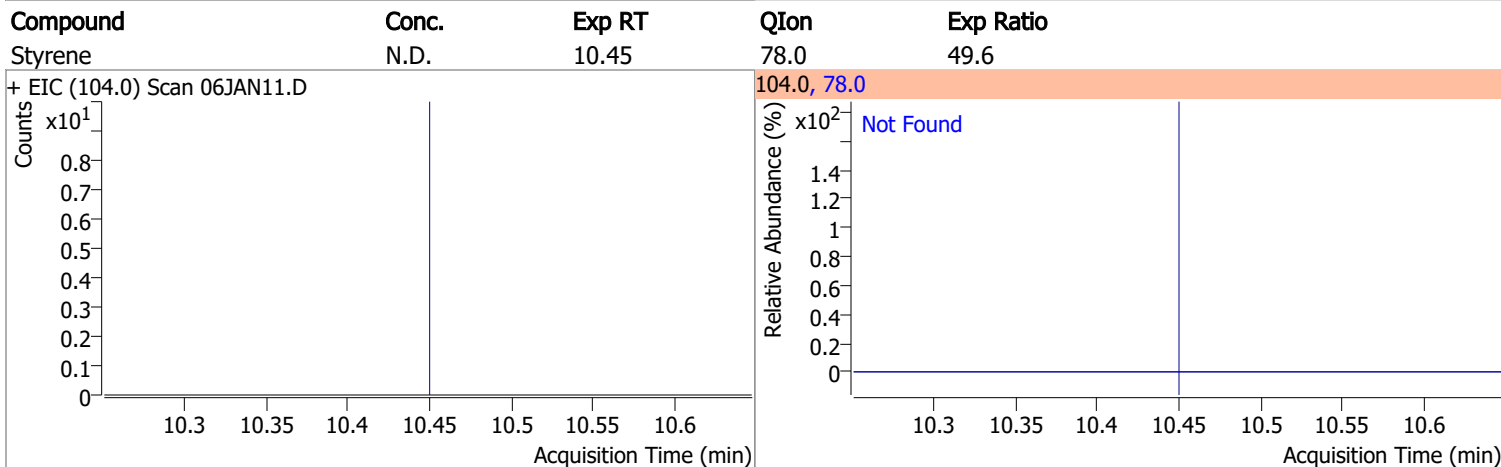 Compound Conc. Exp RT QIon Exp Ratio
Styrene N.D. 10.45 78.0 49.6
+ EIC (104.0) Scan 06JAN11.D
Counts
x10¹
0.8
0.7
0.6
0.5
0.4
0.3
0.2
0.1
0
10.3 10.35 10.4 10.45 10.5 10.55 10.6
Acquisition Time (min)
104.0, 78.0
Relative Abundance (%)
x10²
Not Found
1.4
1.2
1
0.8
0.6
0.4
0.2
0
10.3 10.35 10.4 10.45 10.5 10.55 10.6
Acquisition Time (min)